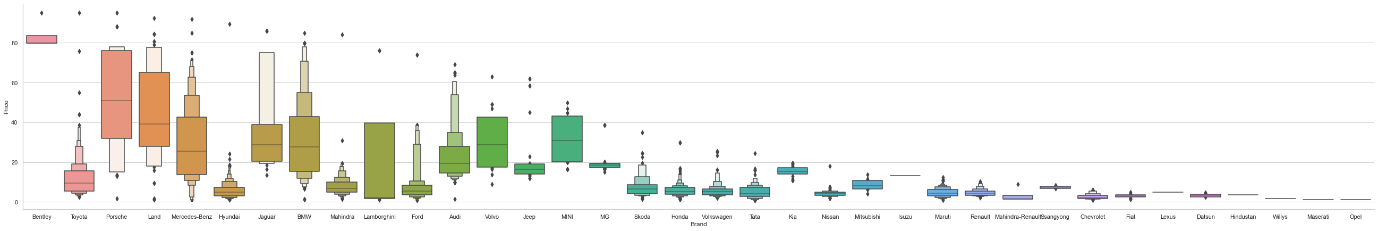 80
60
40
20
0
Price
Bentley Toyota Porsche Land Mercedes-Benz Hyundai Jaguar BMW Mahindra Lamborghini Ford Audi Volvo Jeep MINI MG Skoda Honda Volkswagen Tata Kia Nissan Mitsubishi Isuzu Maruti Renault Mahindra-Renault Ssangyong Chevrolet Fiat Lexus Datsun Hindustan Willys Maserati Opel
Brand